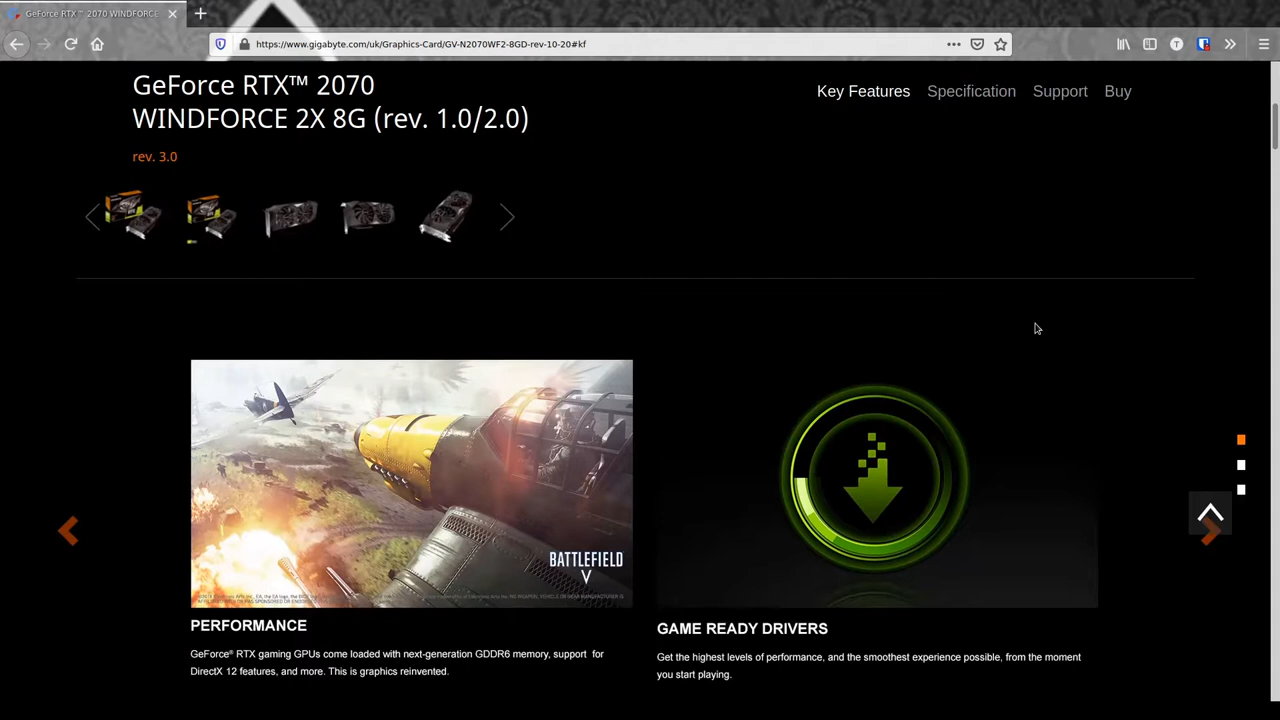 GeForce RTX™ 2070 WINDFORCE
https://www.gigabyte.com/uk/Graphics-Card/GV-N2070WF2-8GD-rev-10-20#kf
GeForce RTX™ 2070
WINDFORCE 2X 8G (rev. 1.0/2.0)
Key Features
Specification
Support
Buy
rev. 3.0
BATTLEFIELD
V
PERFORMANCE
GeForce® RTX gaming GPUs come loaded with next-generation GDDR6 memory, support for
DirectX 12 features, and more. This is graphics reinvented.
GAME READY DRIVERS
Get the highest levels of performance, and the smoothest experience possible, from the moment
you start playing.